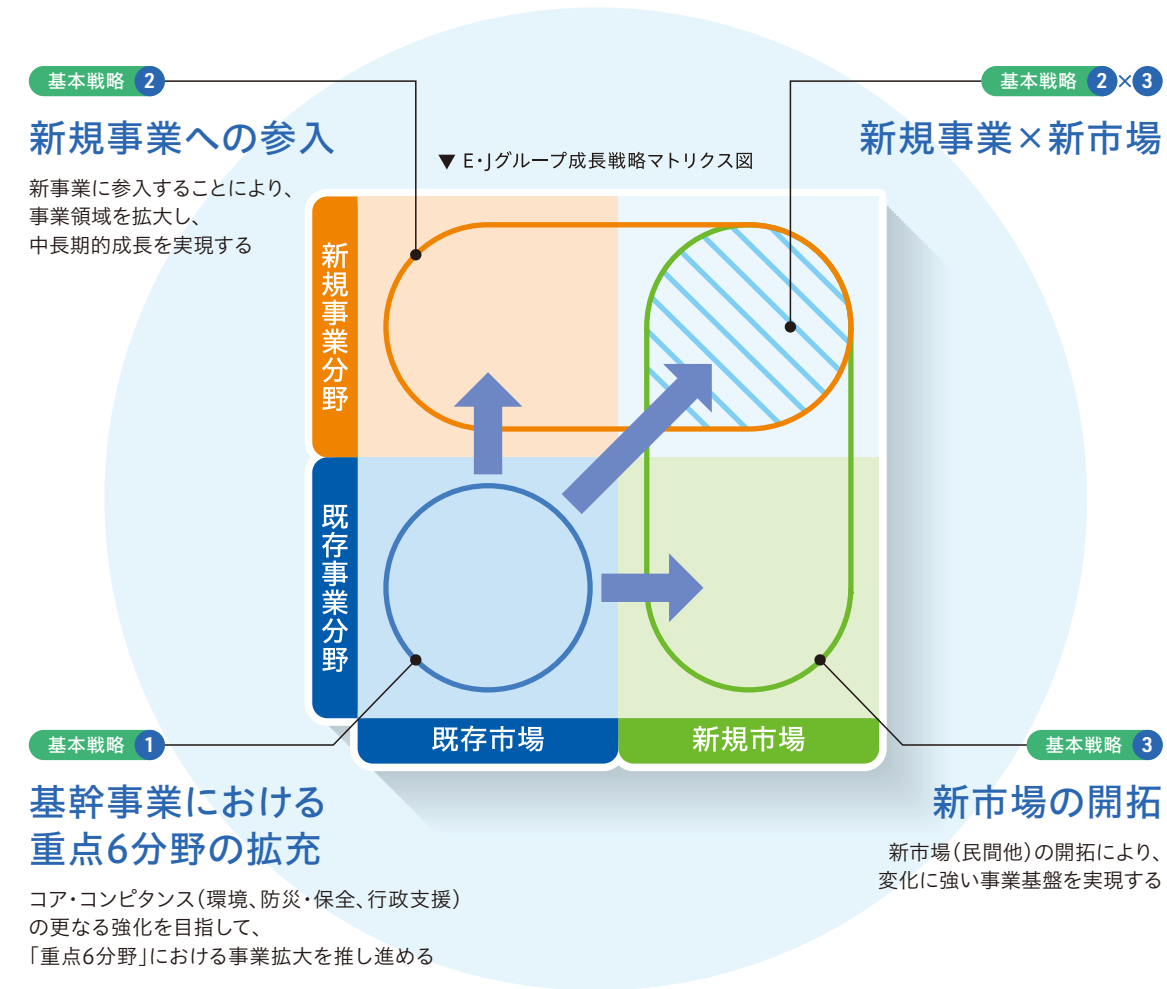 基本戦略 2
新規事業への参入
新事業に参入することにより、
事業領域を拡大し、
中長期的成長を実現する
基本戦略 2×3
新規事業×新市場
▼ E・Jグループ成長戦略マトリクス図
新規事業分野
既存事業分野
既存市場
新規市場
基本戦略 1
基幹事業における
重点6分野の拡充
コア・コンピタンス（環境、防災・保全、行政支援）
の更なる強化を目指して、
「重点6分野」における事業拡大を推し進める
基本戦略 3
新市場の開拓
新市場（民間他）の開拓により、
変化に強い事業基盤を実現する